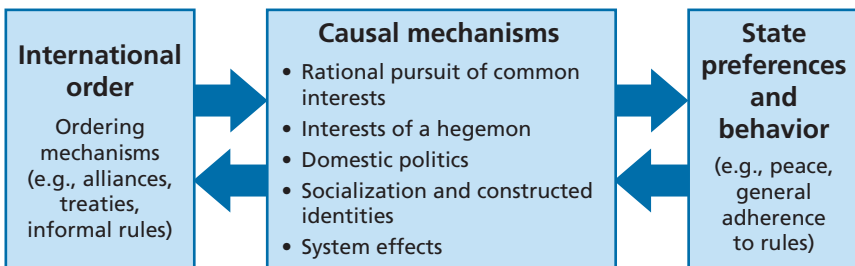 International
order
Ordering
mechanisms
(e.g., alliances,
treaties,
informal rules)
Causal mechanisms
• Rational pursuit of common
interests
• Interests of a hegemon
• Domestic politics
• Socialization and constructed
identities
• System effects
State
preferences
and
behavior
(e.g., peace,
general
adherence
to rules)